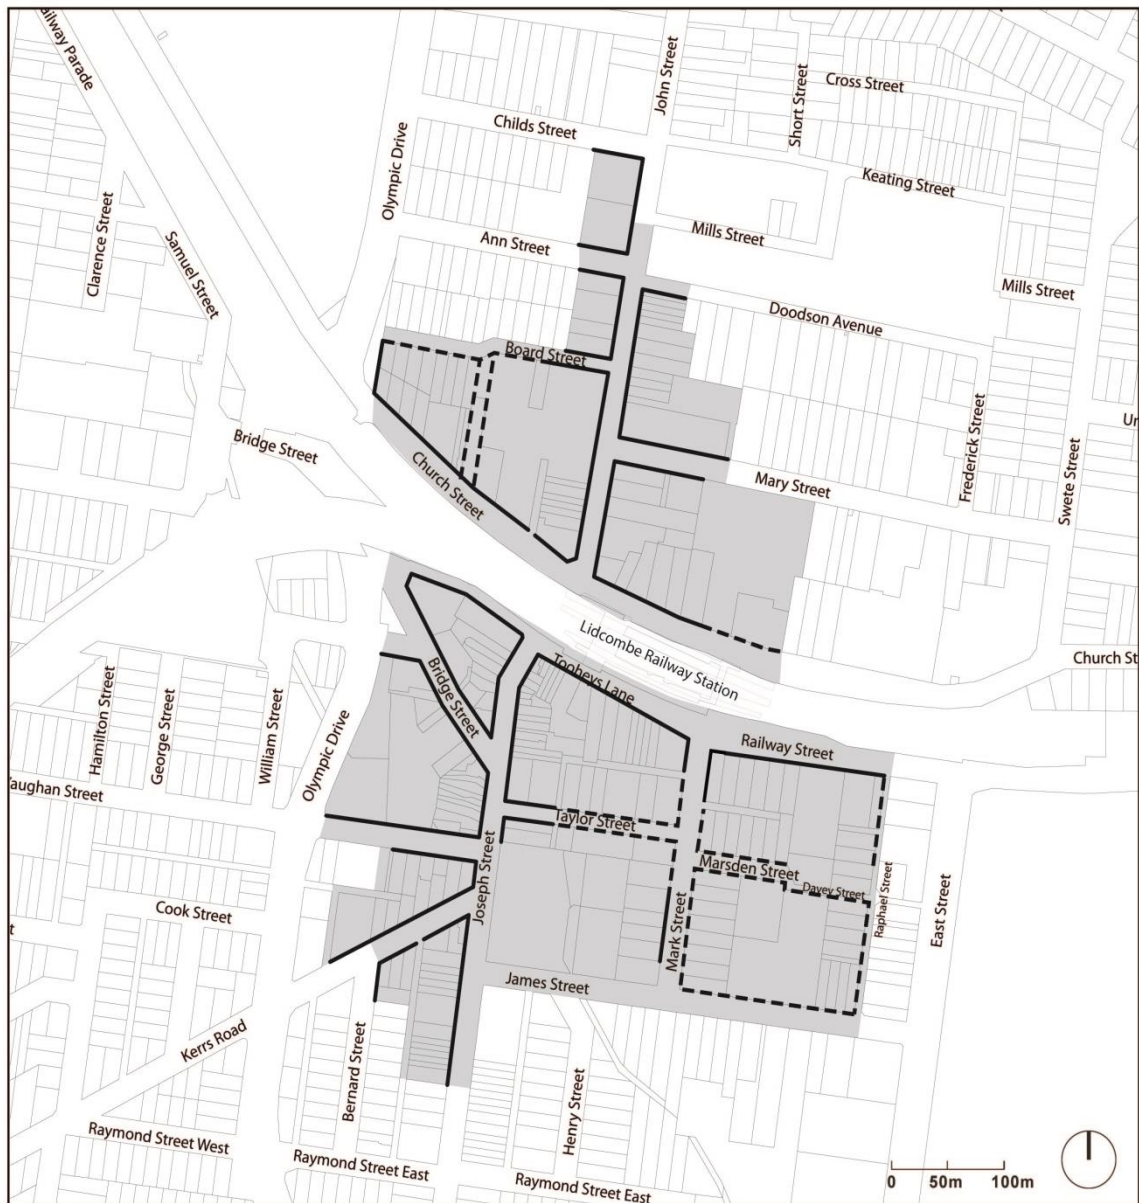 ailway Parade
John Street
Short Street
Cross Street
Childs Street
Olympic Drive
Keating Street
Clarence Street
Samuel Street
Ann Street
Mills Street
Mills Street
Doodson Avenue
Board Street
Bridge Street
Church Street
Mary Street
Frederick Street
Swete Street
Ur
Lidcombe Railway Station
Church St
Tooheys Lane
Bridge Street
Railway Street
Hamilton Street
George Street
William Street
Olympic Drive
aughan Street
Taylor Street
Joseph Street
Marsden Street
Davey Street
Raphael Street
East Street
Mark Street
Cook Street
t
James Street
Kerrs Road
Bernard Street
Henry Street
Raymond Street West
Raymond Street East
Raymond Street East
0 50m 100m